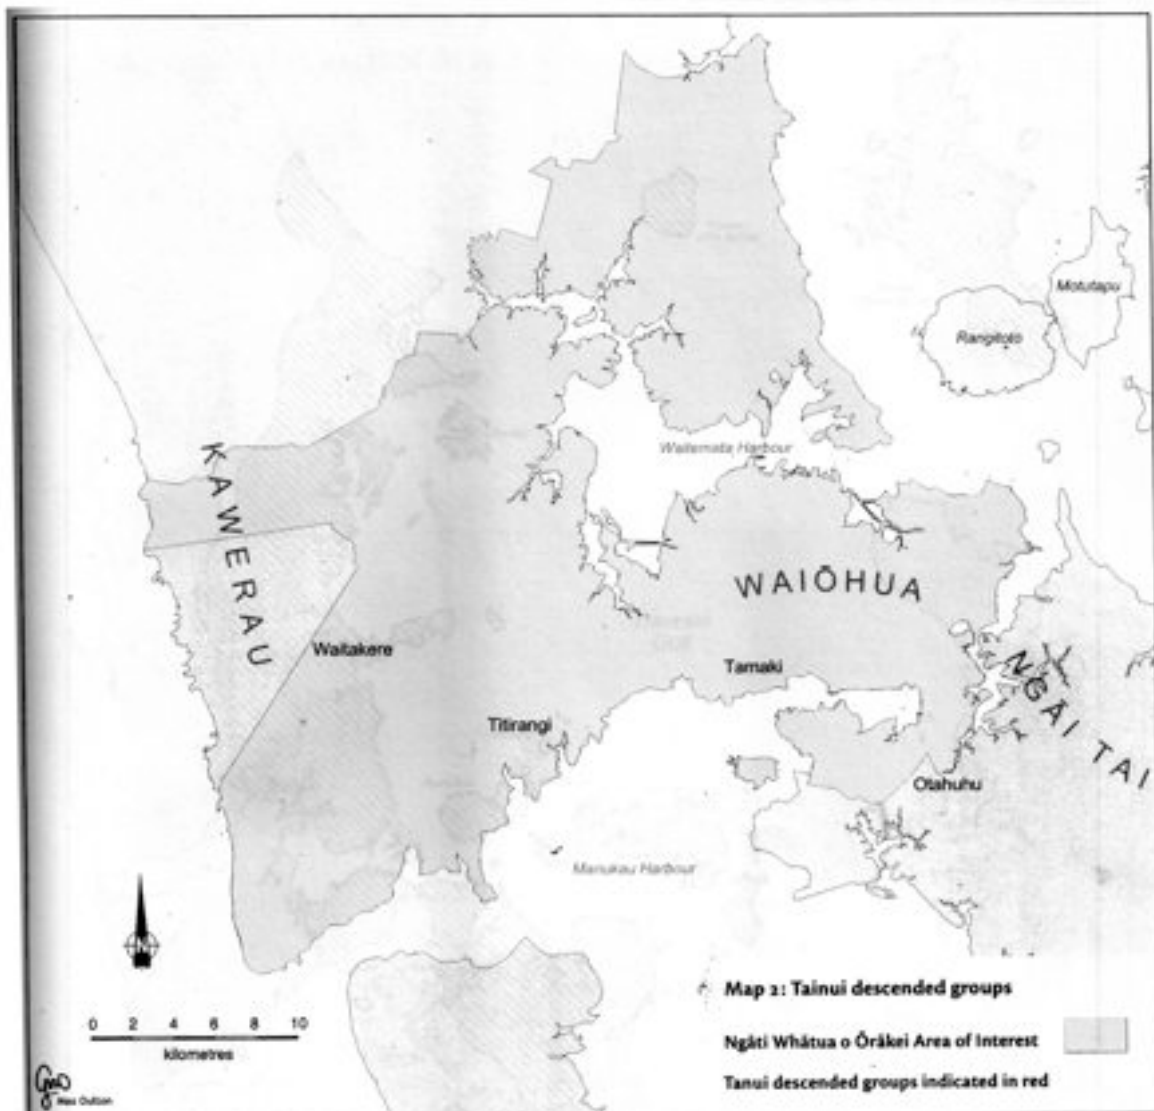 Motutapu
Rangitoto
Waitemata Harbour
KAWERAU
WAIŌHUA
Waitakere
Tamaki
NGĀI TAI
Titirangi
Otahuhu
Manukau Harbour
N
Map 2: Tainui descended groups
0 2 4 6 8 10
kilometres
Ngāti Whātua o Ōrākei Area of Interest
Tanui descended groups indicated in red